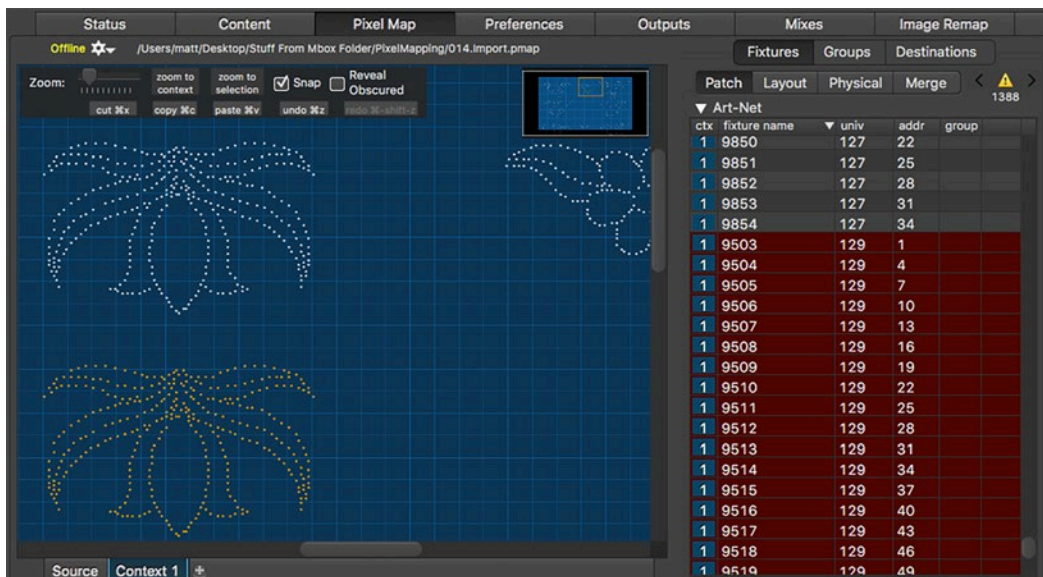 Status Content Pixel Map Preferences Outputs Mixes Image Remap
Offline /Users/matt/Desktop/Stuff From Mbox Folder/PixelMapping/014.Import.pmap
Fixtures Groups Destinations
Zoom: zoom to context zoom to selection Snap Reveal Obscured
cut ⌘x copy ⌘c paste ⌘v undo ⌘z redo ⌘-shift-z
Patch Layout Physical Merge < >
1388
▼ Art-Net
ctx fixture name ▼ univ addr group
1 9850 127 22
1 9851 127 25
1 9852 127 28
1 9853 127 31
1 9854 127 34
1 9503 129 1
1 9504 129 4
1 9505 129 7
1 9506 129 10
1 9507 129 13
1 9508 129 16
1 9509 129 19
1 9510 129 22
1 9511 129 25
1 9512 129 28
1 9513 129 31
1 9514 129 34
1 9515 129 37
1 9516 129 40
1 9517 129 43
1 9518 129 46
1 9519 129 49
Source Context 1 +